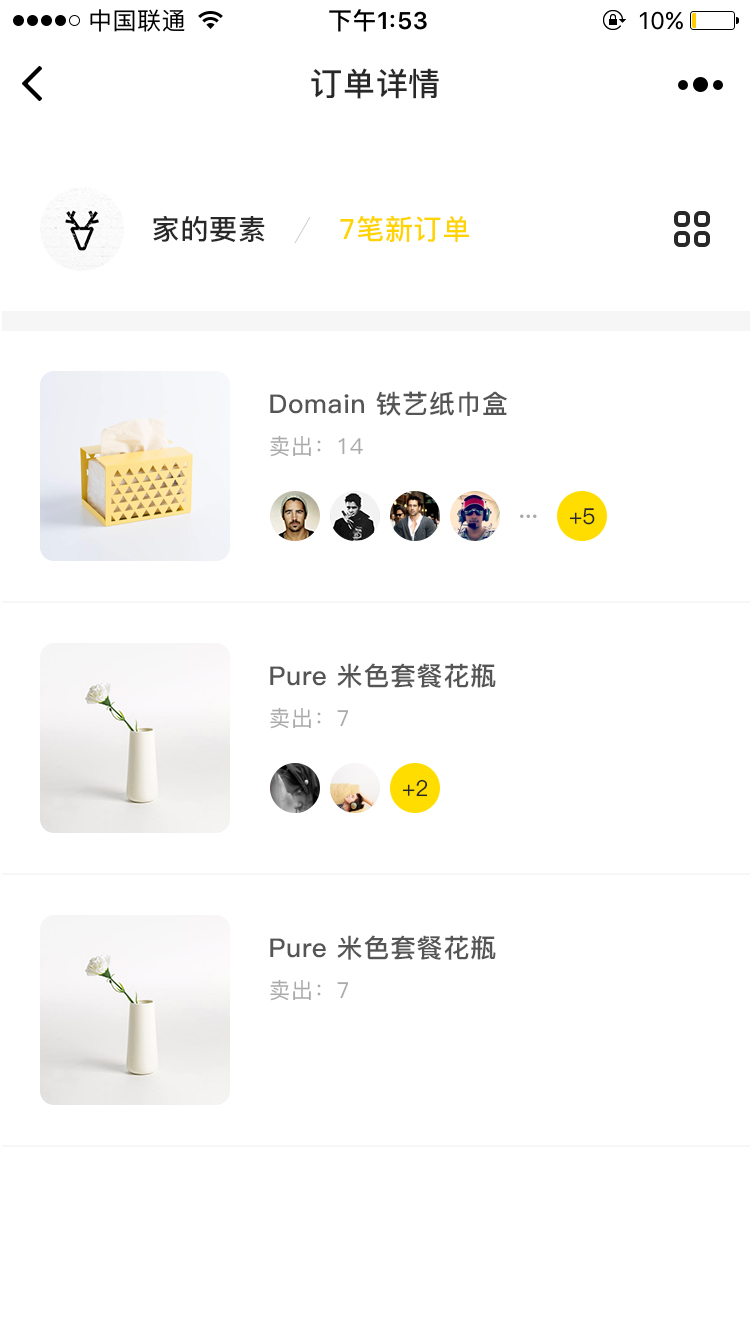 中国联通 下午1:53 10%
订单详情
家的要素 / 7笔新订单
Domain 铁艺纸巾盒
卖出：14
... +5
Pure 米色套餐花瓶
卖出：7
+2
Pure 米色套餐花瓶
卖出：7